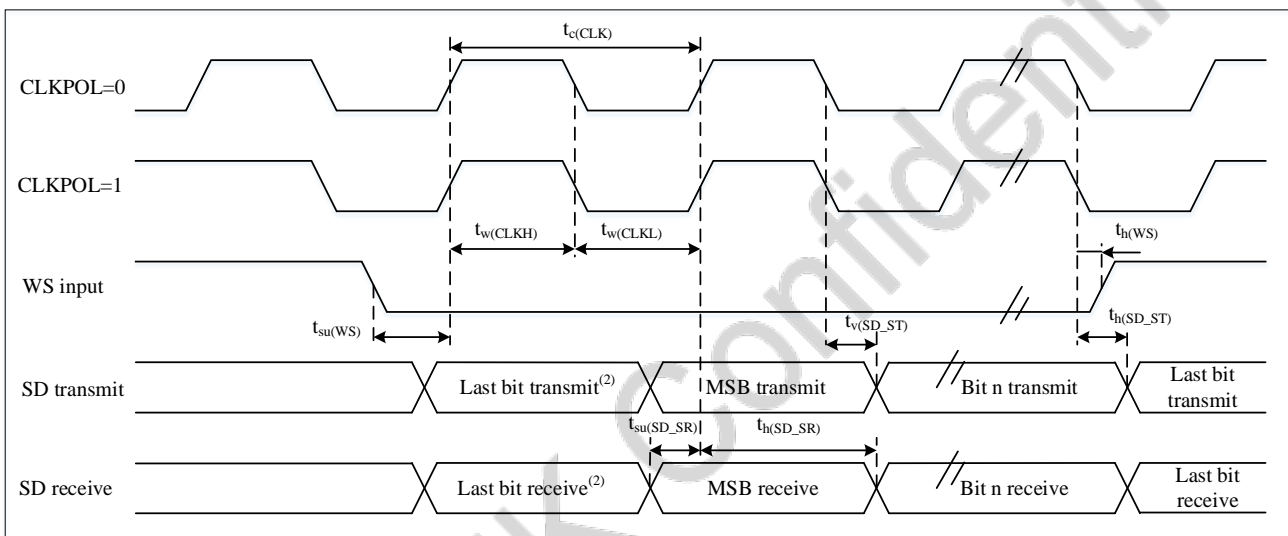 t_c(CLK)
CLKPOL=0
CLKPOL=1
t_w(CLKH) t_w(CLKL)
t_h(WS)
WS input
t_su(WS)
t_v(SD_ST)
t_h(SD_ST)
SD transmit
Last bit transmit(2)
MSB transmit
Bit n transmit
Last bit
transmit
t_su(SD_SR)
t_h(SD_SR)
SD receive
Last bit receive(2)
MSB receive
Bit n receive
Last bit
receive